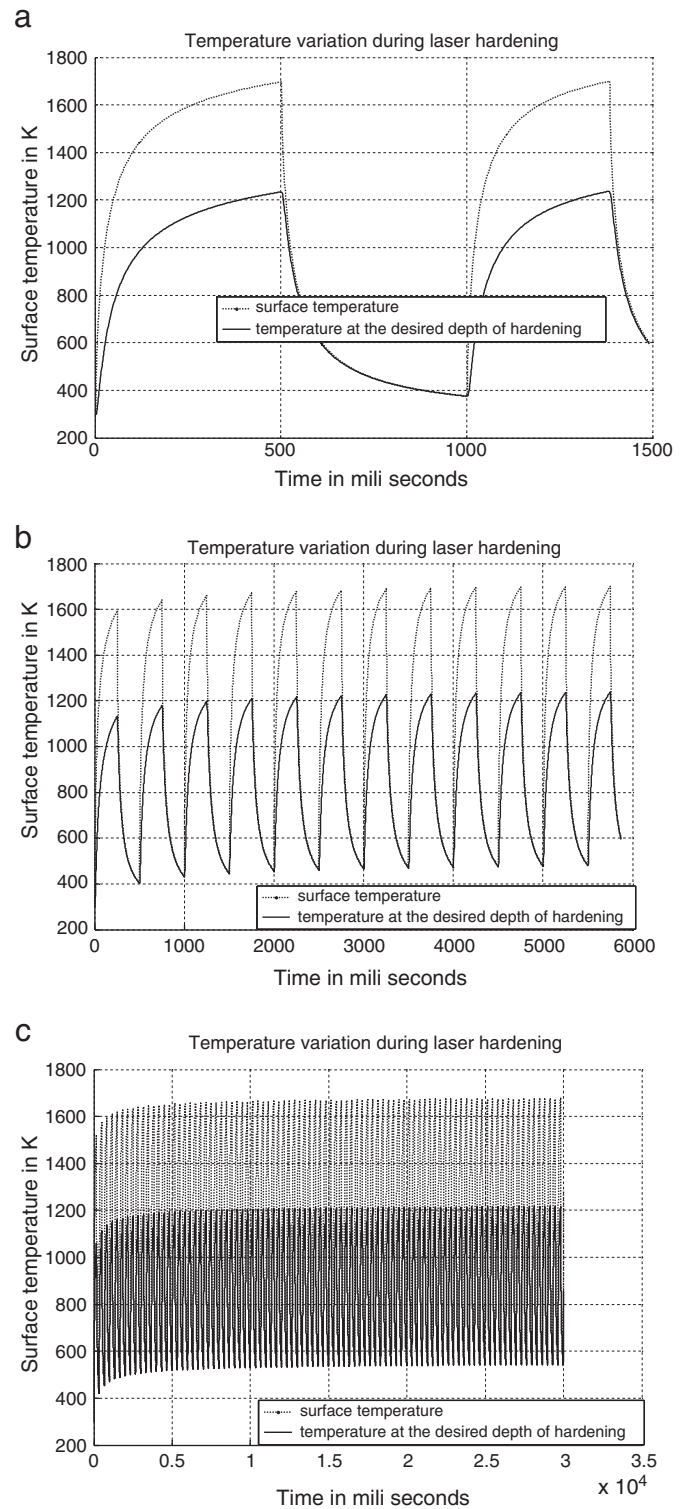 a
Temperature variation during laser hardening
1800
1600
1400
1200
1000
800
600
400
200
Surface temperature in K
surface temperature
temperature at the desired depth of hardening
0 500 1000 1500
Time in mili seconds
b
Temperature variation during laser hardening
1800
1600
1400
1200
1000
800
600
400
200
Surface temperature in K
surface temperature
temperature at the desired depth of hardening
0 1000 2000 3000 4000 5000 6000
Time in mili seconds
c
Temperature variation during laser hardening
1800
1600
1400
1200
1000
800
600
400
200
Surface temperature in K
surface temperature
temperature at the desired depth of hardening
0 0.5 1 1.5 2 2.5 3 3.5
x 10^4
Time in mili seconds